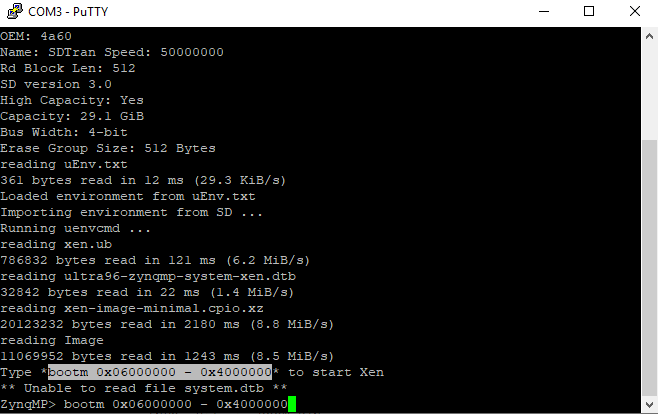 COM3 - PuTTY
OEM: 4a60
Name: SDTran Speed: 50000000
Rd Block Len: 512
SD version 3.0
High Capacity: Yes
Capacity: 29.1 GiB
Bus Width: 4-bit
Erase Group Size: 512 Bytes
reading uEnv.txt
361 bytes read in 12 ms (29.3 KiB/s)
Loaded environment from uEnv.txt
Importing environment from SD ...
Running uenvcmd ...
reading xen.ub
786832 bytes read in 121 ms (6.2 MiB/s)
reading ultra96-zynqmp-system-xen.dtb
32842 bytes read in 22 ms (1.4 MiB/s)
reading xen-image-minimal.cpio.xz
20123232 bytes read in 2180 ms (8.8 MiB/s)
reading Image
11069952 bytes read in 1243 ms (8.5 MiB/s)
Type *bootm 0x06000000 - 0x4000000* to start Xen
** Unable to read file system.dtb **
ZynqMP> bootm 0x06000000 - 0x4000000